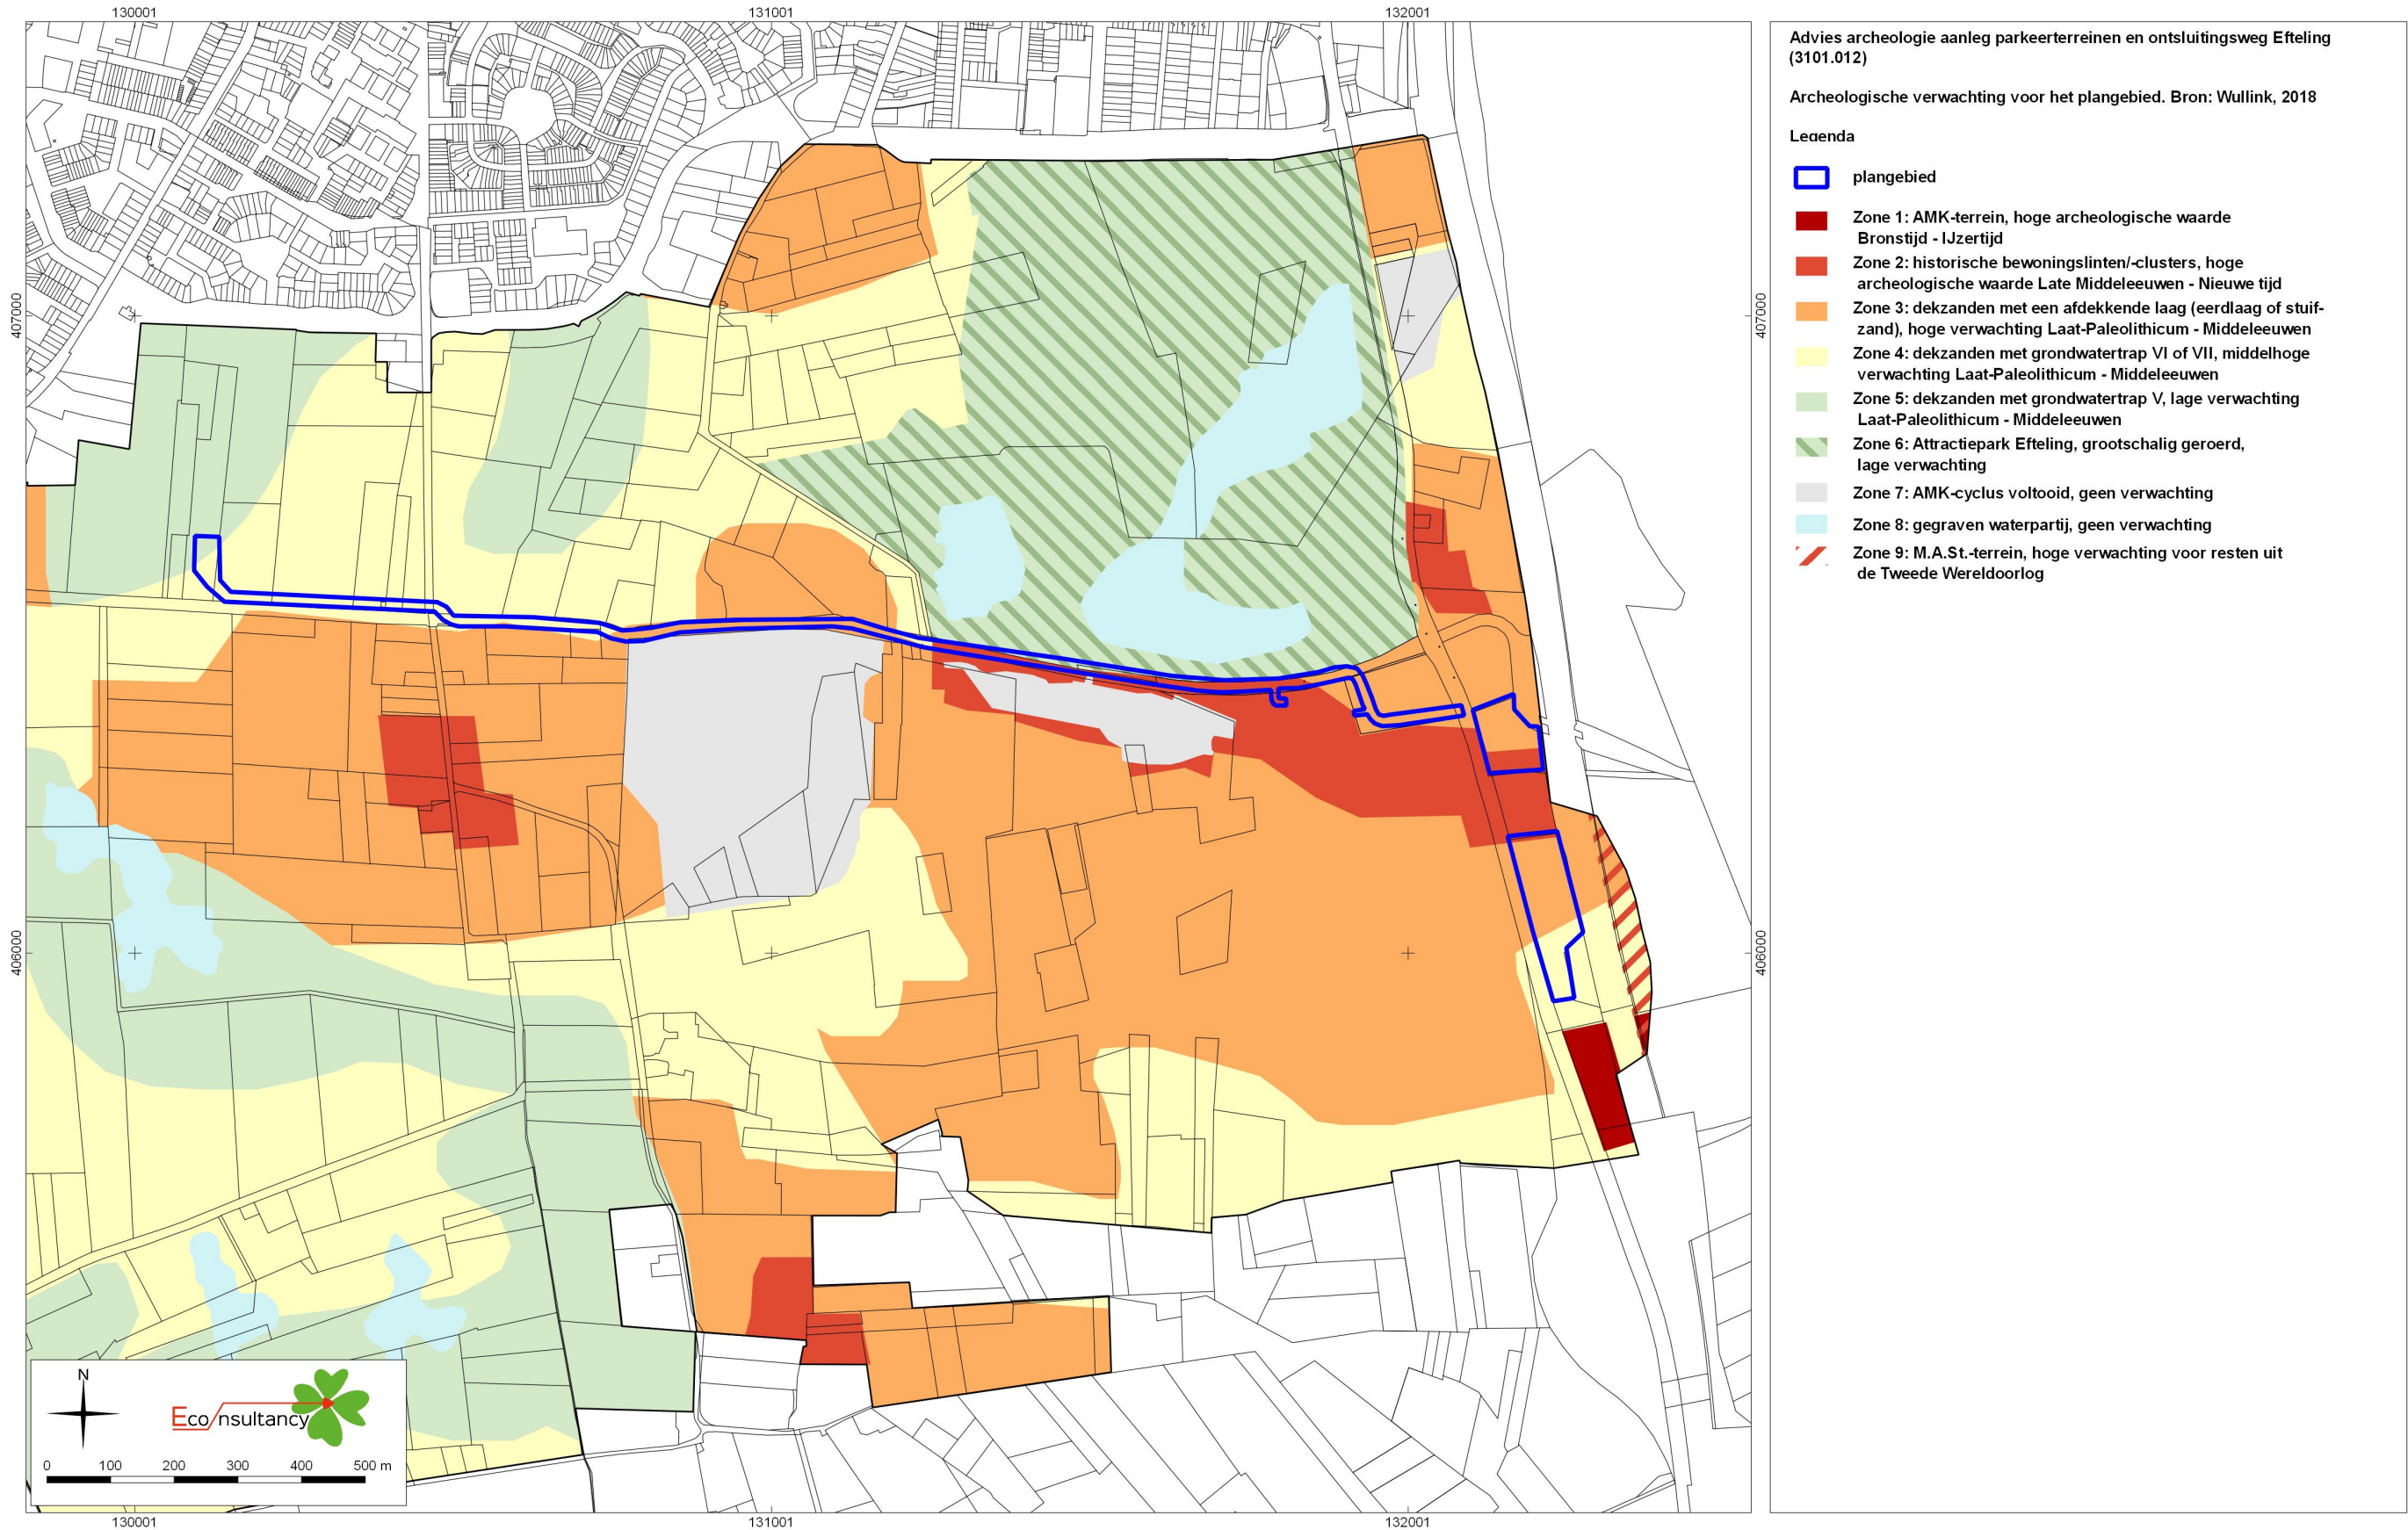 130001
131001
132001
407000
407000
406000
406000
N
Eco nsultancy
0 100 200 300 400 500 m
130001
131001
132001
Advies archeologie aanleg parkeerterreinen en ontsluitingsweg Efteling
(3101.012)
Archeologische verwachting voor het plangebied. Bron: Wullink, 2018
Legenda
plangebied
Zone 1: AMK-terrein, hoge archeologische waarde
Bronstijd - IJzertijd
Zone 2: historische bewoningslinten/-clusters, hoge
archeologische waarde Late Middeleeuwen - Nieuwe tijd
Zone 3: dekzanden met een afdekkende laag (eerdlaag of stuif-
zand), hoge verwachting Laat-Paleolithicum - Middeleeuwen
Zone 4: dekzanden met grondwatertrap VI of VII, middelhoge
verwachting Laat-Paleolithicum - Middeleeuwen
Zone 5: dekzanden met grondwatertrap V, lage verwachting
Laat-Paleolithicum - Middeleeuwen
Zone 6: Attractiepark Efteling, grootschalig geroerd,
lage verwachting
Zone 7: AMK-cyclus voltooid, geen verwachting
Zone 8: gegraven waterpartij, geen verwachting
Zone 9: M.A.St.-terrein, hoge verwachting voor resten uit
de Tweede Wereldoorlog